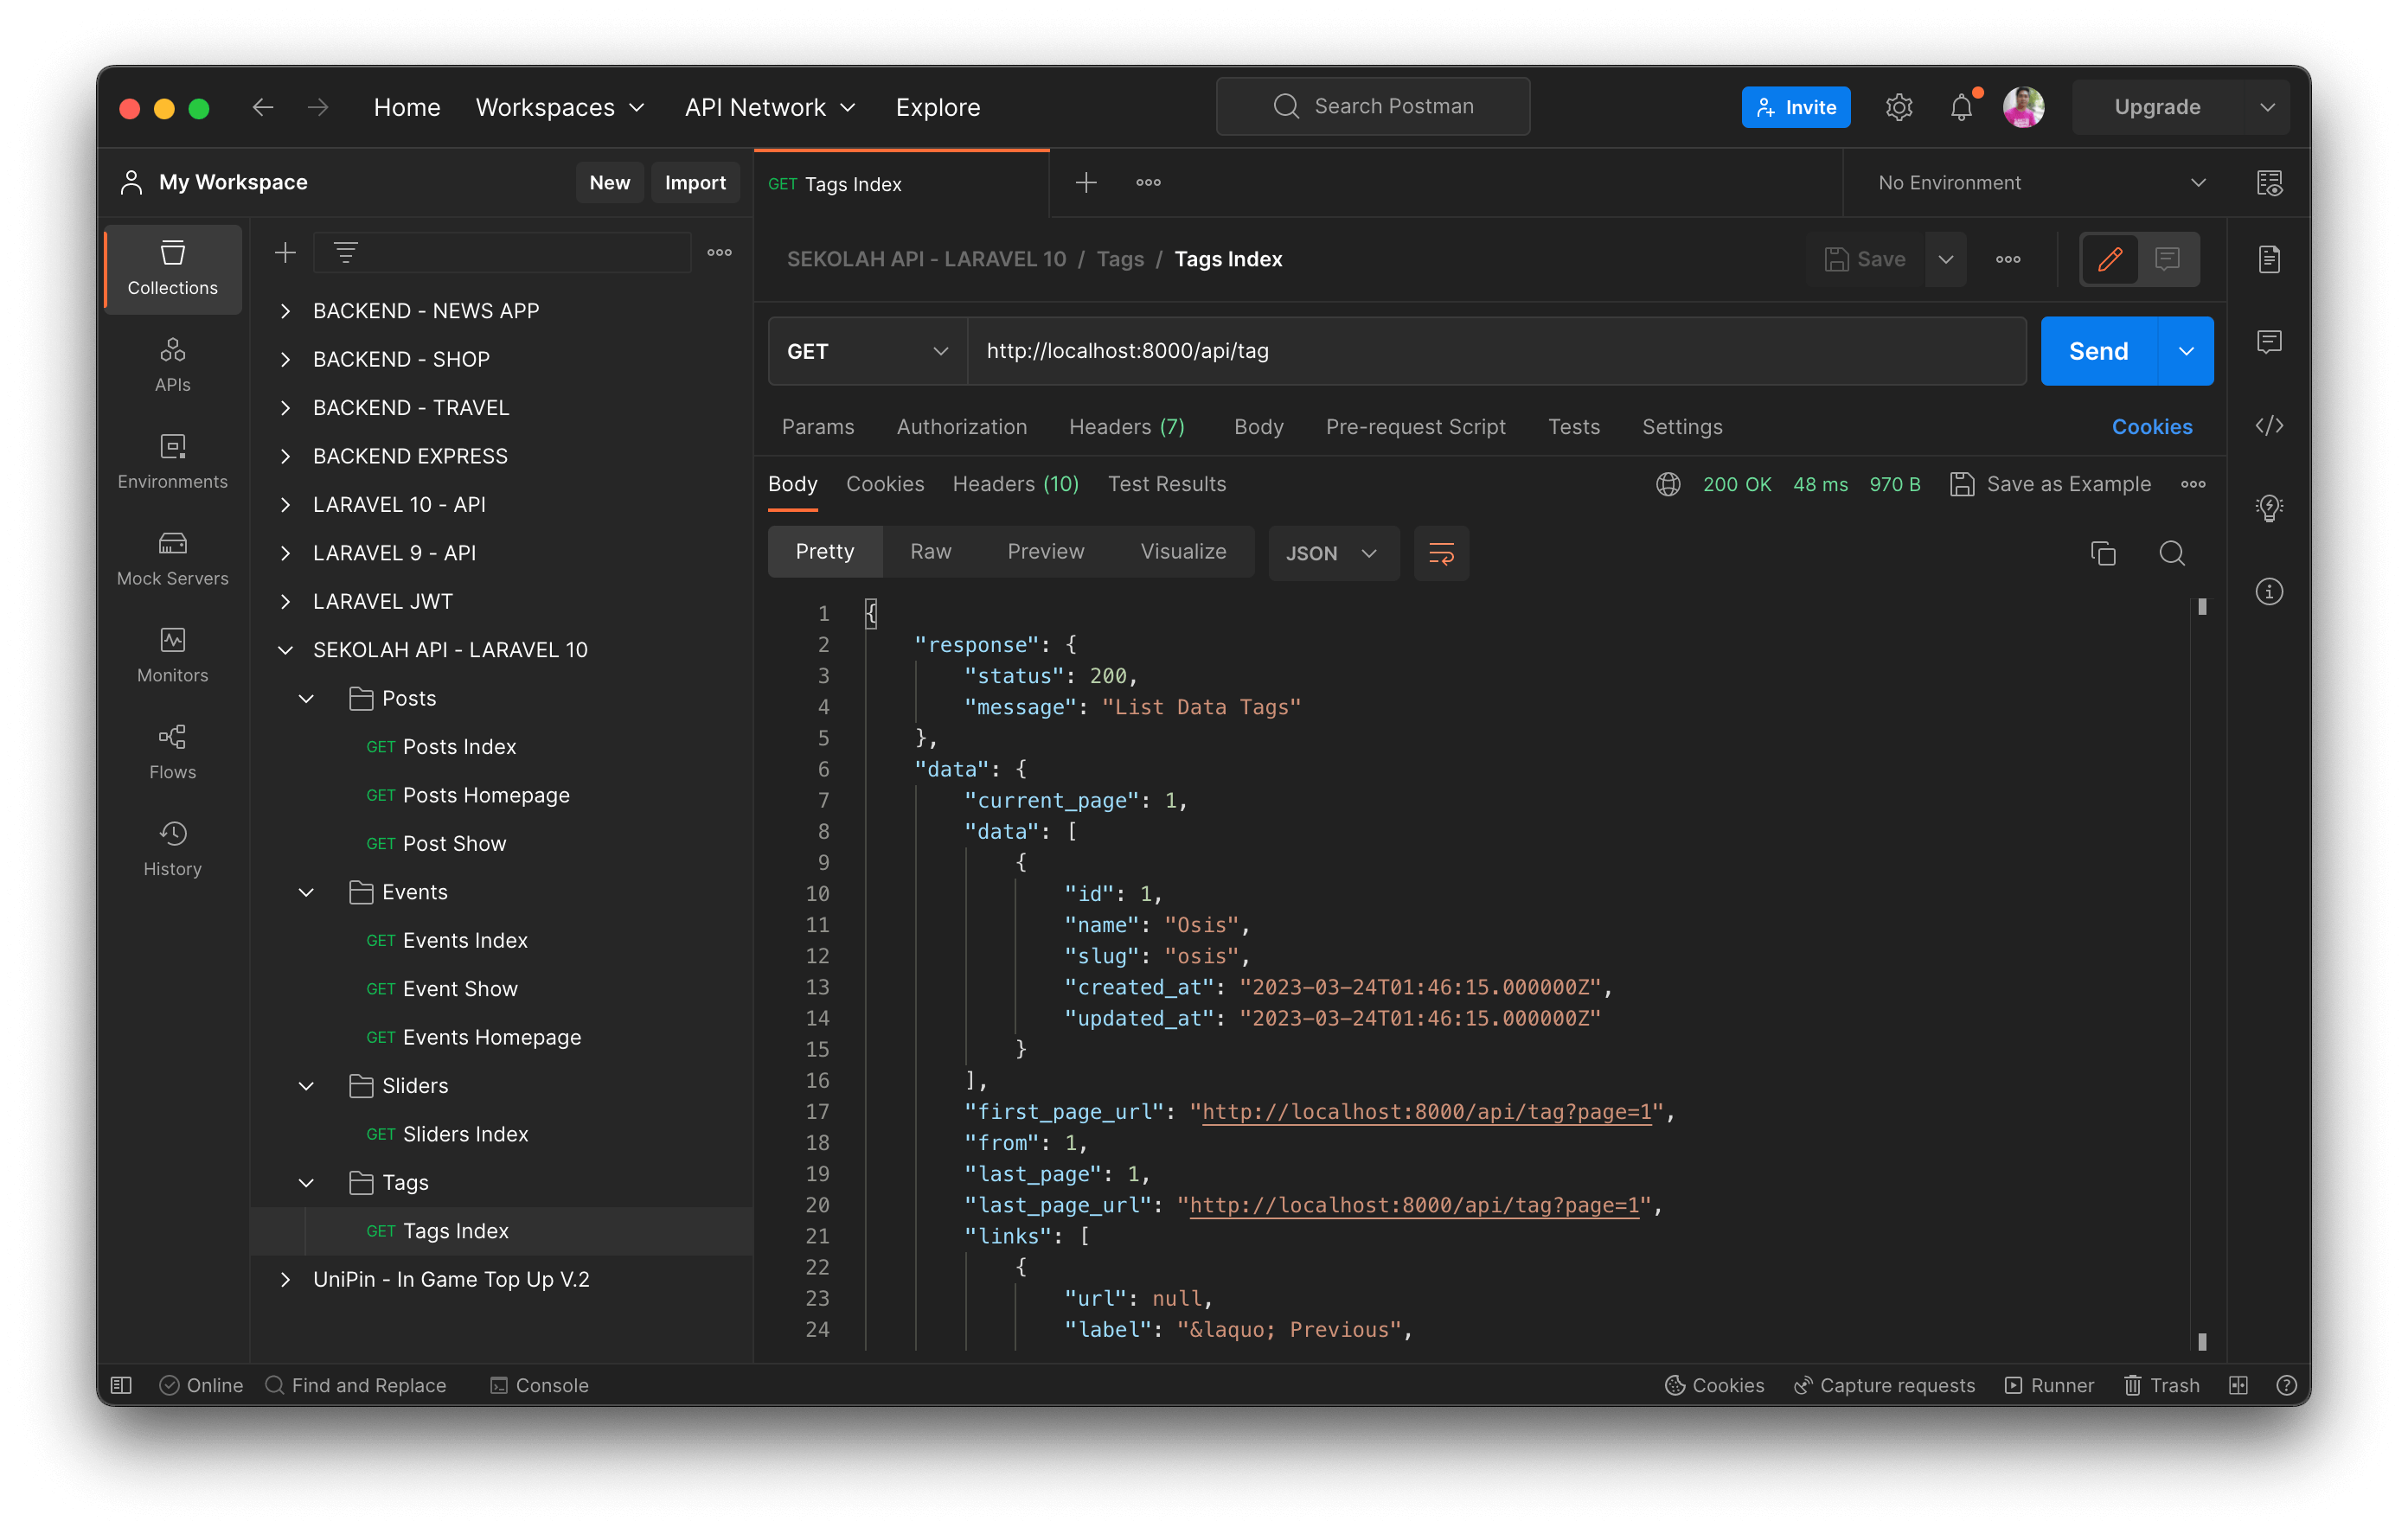 Home Workspaces API Network Explore Search Postman Invite Upgrade
My Workspace New Import GET Tags Index No Environment
Collections
APIs
Environments
Mock Servers
Monitors
Flows
History
BACKEND - NEWS APP
BACKEND - SHOP
BACKEND - TRAVEL
BACKEND EXPRESS
LARAVEL 10 - API
LARAVEL 9 - API
LARAVEL JWT
SEKOLAH API - LARAVEL 10
Posts
GET Posts Index
GET Posts Homepage
GET Post Show
Events
GET Events Index
GET Event Show
GET Events Homepage
Sliders
GET Sliders Index
Tags
GET Tags Index
UniPin - In Game Top Up V.2
SEKOLAH API - LARAVEL 10 / Tags / Tags Index Save
GET http://localhost:8000/api/tag Send
Params Authorization Headers (7) Body Pre-request Script Tests Settings Cookies
Body Cookies Headers (10) Test Results 200 OK 48 ms 970 B Save as Example
Pretty Raw Preview Visualize JSON
1 {
2 "response": {
3 "status": 200,
4 "message": "List Data Tags"
5 },
6 "data": {
7 "current_page": 1,
8 "data": [
9 {
10 "id": 1,
11 "name": "Osis",
12 "slug": "osis",
13 "created_at": "2023-03-24T01:46:15.000000Z",
14 "updated_at": "2023-03-24T01:46:15.000000Z"
15 }
16 ],
17 "first_page_url": "http://localhost:8000/api/tag?page=1",
18 "from": 1,
19 "last_page": 1,
20 "last_page_url": "http://localhost:8000/api/tag?page=1",
21 "links": [
22 {
23 "url": null,
24 "label": "&laquo; Previous",
Online Find and Replace Console Cookies Capture requests Runner Trash